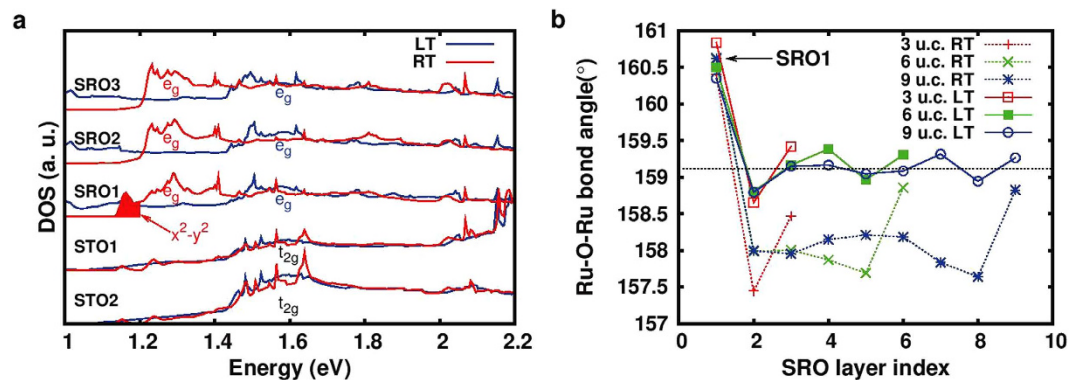 a
LT
RT
SRO3
e_g
e_g
SRO2
e_g
e_g
SRO1
e_g
e_g
x²-y²
STO1
t_2g
STO2
t_2g
DOS (a. u.)
1 1.2 1.4 1.6 1.8 2 2.2
Energy (eV)
b
161
160.5
160
159.5
159
158.5
158
157.5
157
Ru-O-Ru bond angle(°)
SRO1
3 u.c. RT
6 u.c. RT
9 u.c. RT
3 u.c. LT
6 u.c. LT
9 u.c. LT
0 2 4 6 8 10
SRO layer index